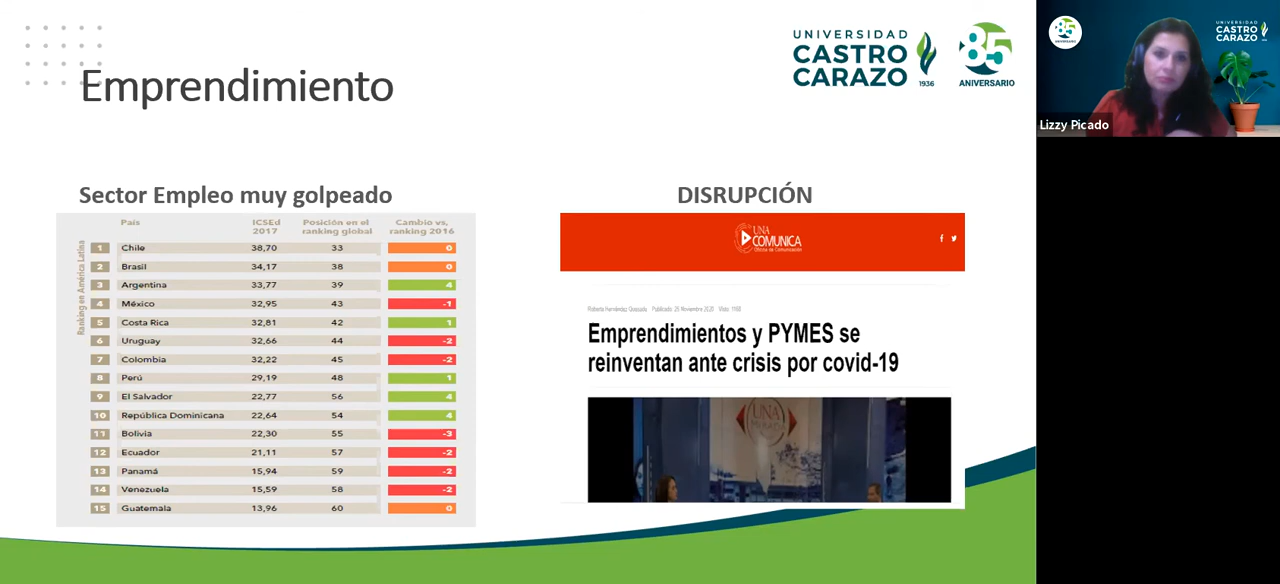 Emprendimiento
UNIVERSIDAD
CASTRO
CARAZO
1936
85
ANIVERSARIO
Sector Empleo muy golpeado
País ICSEd 2017 Posición en el ranking global Cambio vs, ranking 2016
Ranking en América Latina
1 Chile 38,70 33 0
2 Brasil 34,17 38 0
3 Argentina 33,77 39 4
4 México 32,95 43 -1
5 Costa Rica 32,81 42 1
6 Uruguay 32,66 44 -2
7 Colombia 32,22 45 -2
8 Perú 29,19 48 1
9 El Salvador 22,77 56 4
10 República Dominicana 22,64 54 4
11 Bolivia 22,30 55 -3
12 Ecuador 21,11 57 -2
13 Panamá 15,94 59 -2
14 Venezuela 15,59 58 -2
15 Guatemala 13,96 60 0
DISRUPCIÓN
UNA
COMUNICA
Oficina de Comunicación
Publicado: 25 Noviembre 2020
Emprendimientos y PYMES se
reinventan ante crisis por covid-19
UNA
85
UNIVERSIDAD
CASTRO
CARAZO
Lizzy Picado